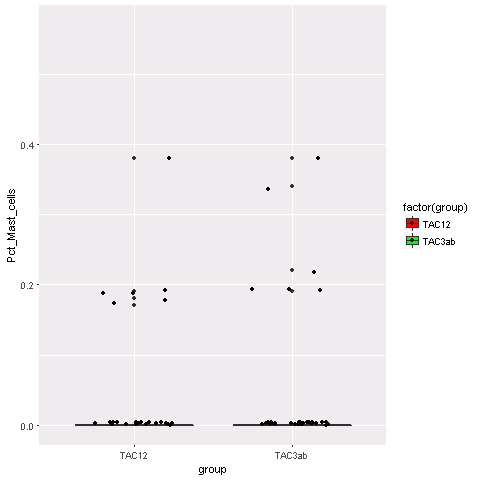 Pct_Mast_cells
0.4
0.2
0.0
TAC12
TAC3ab
group
factor(group)
TAC12
TAC3ab